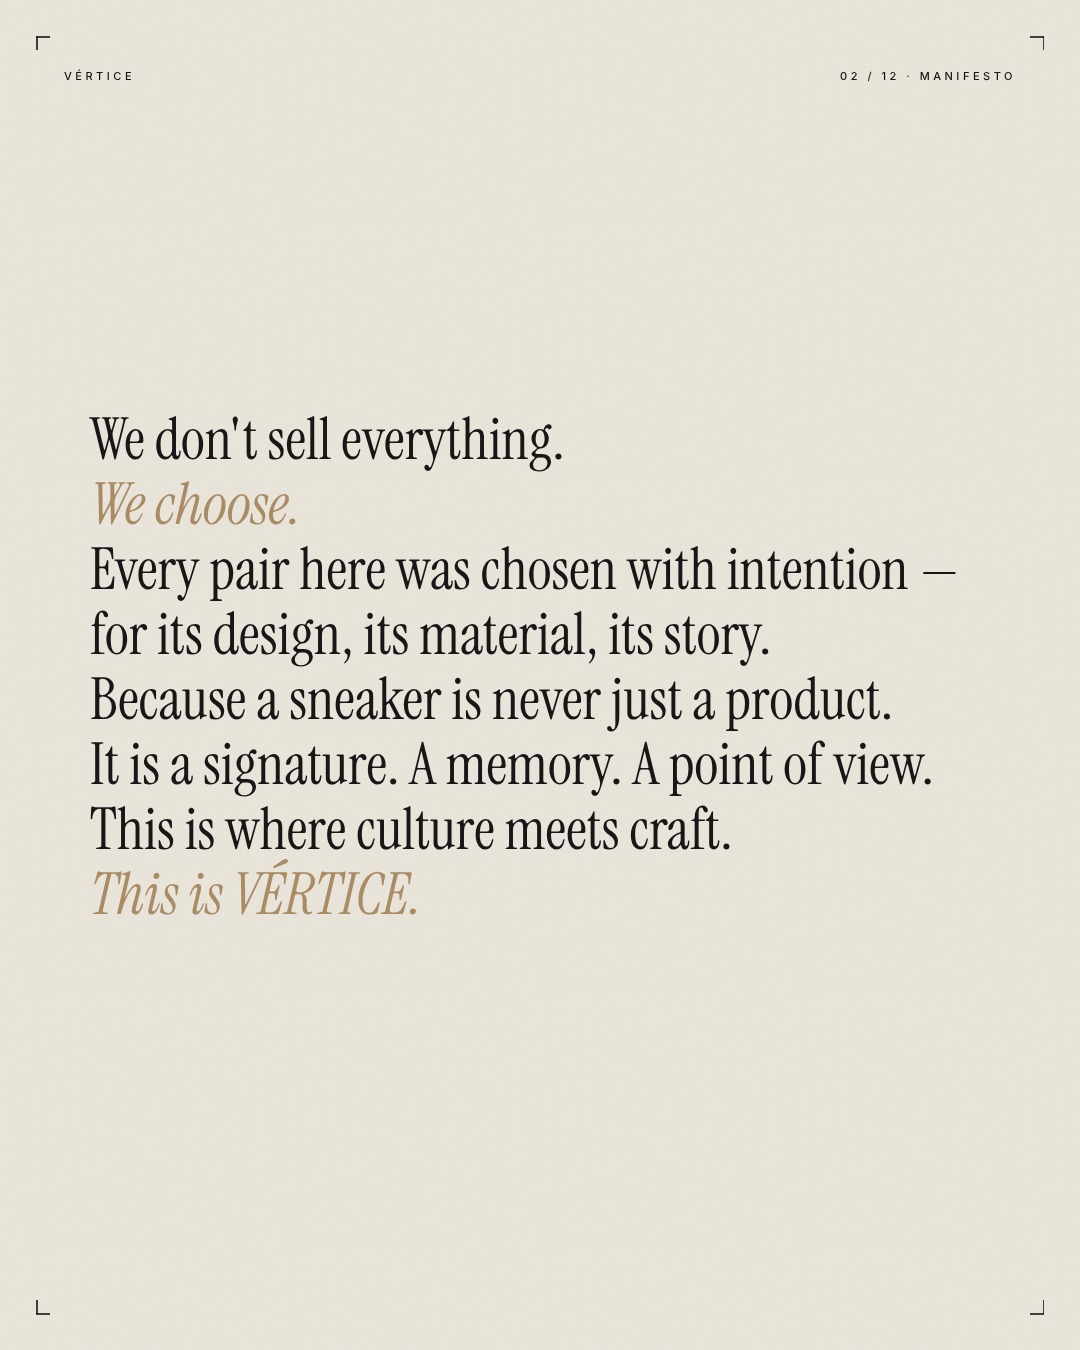 VÉRTICE
02 / 12 · MANIFESTO
We don't sell everything.
We choose.
Every pair here was chosen with intention —
for its design, its material, its story.
Because a sneaker is never just a product.
It is a signature. A memory. A point of view.
This is where culture meets craft.
This is VÉRTICE.